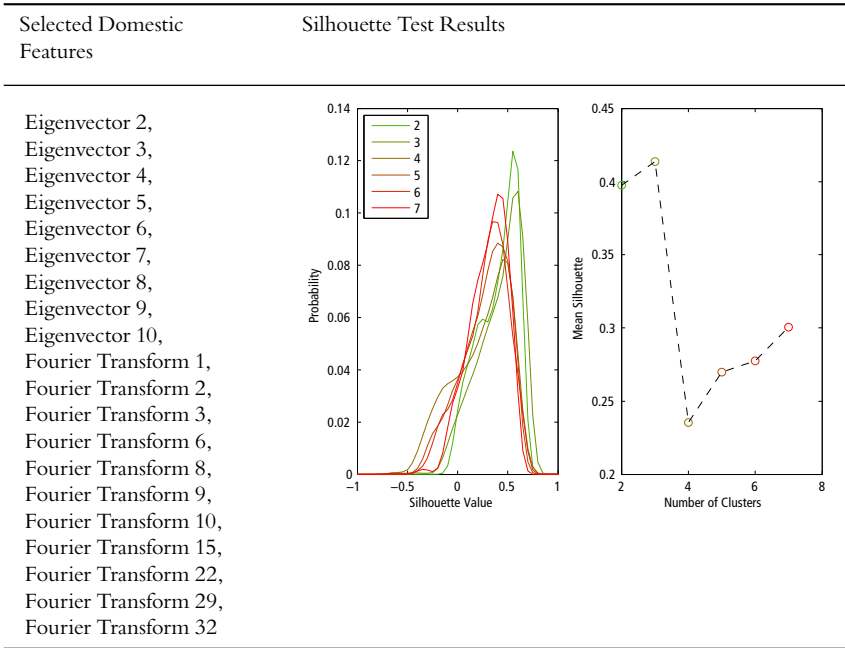 Selected Domestic
Features
Silhouette Test Results
Eigenvector 2,
Eigenvector 3,
Eigenvector 4,
Eigenvector 5,
Eigenvector 6,
Eigenvector 7,
Eigenvector 8,
Eigenvector 9,
Eigenvector 10,
Fourier Transform 1,
Fourier Transform 2,
Fourier Transform 3,
Fourier Transform 6,
Fourier Transform 8,
Fourier Transform 9,
Fourier Transform 10,
Fourier Transform 15,
Fourier Transform 22,
Fourier Transform 29,
Fourier Transform 32
0.14
0.12
0.1
0.08
0.06
0.04
0.02
0
Probability
2
3
4
5
6
7
−1
−0.5
0
0.5
1
Silhouette Value
0.45
0.4
0.35
0.3
0.25
0.2
Mean Silhouette
2
4
6
8
Number of Clusters